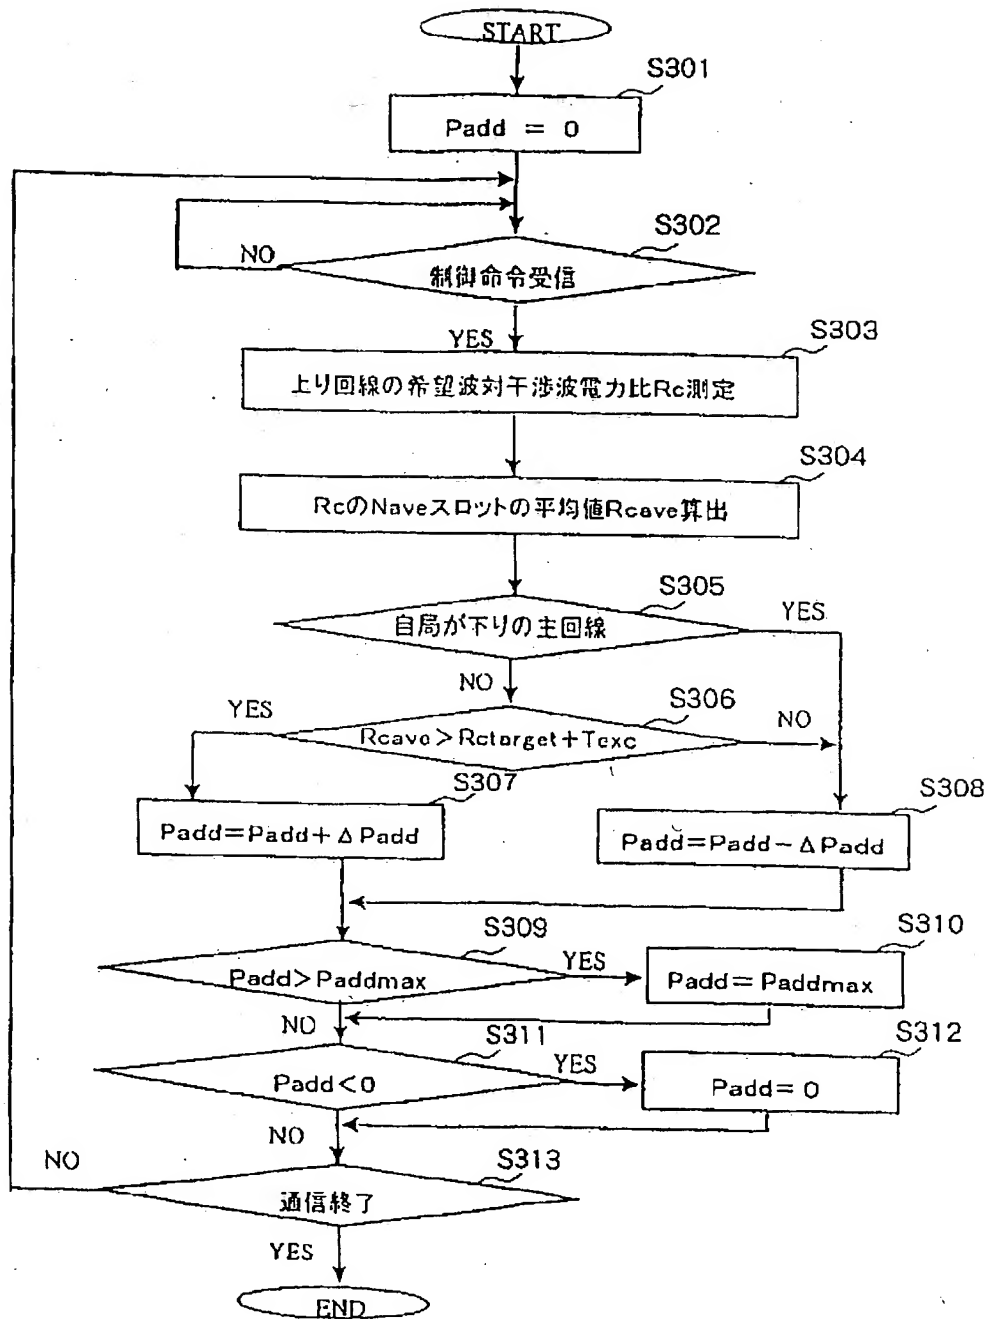 START
S301
Padd = 0
S302
NO
制御命令受信
YES
S303
上り回線の希望波対干渉波電力比Rc測定
S304
RcのNaveスロットの平均値Rcave算出
S305
自局が下りの主回線
YES
NO
S306
YES
Rcave>Rctarget+Texc
NO
S307
Padd=Padd+ΔPadd
S308
Padd=Padd-ΔPadd
S309
Padd>Paddmax
YES
S310
Padd=Paddmax
NO
S311
Padd<0
YES
S312
Padd=0
NO
S313
NO
通信終了
YES
END